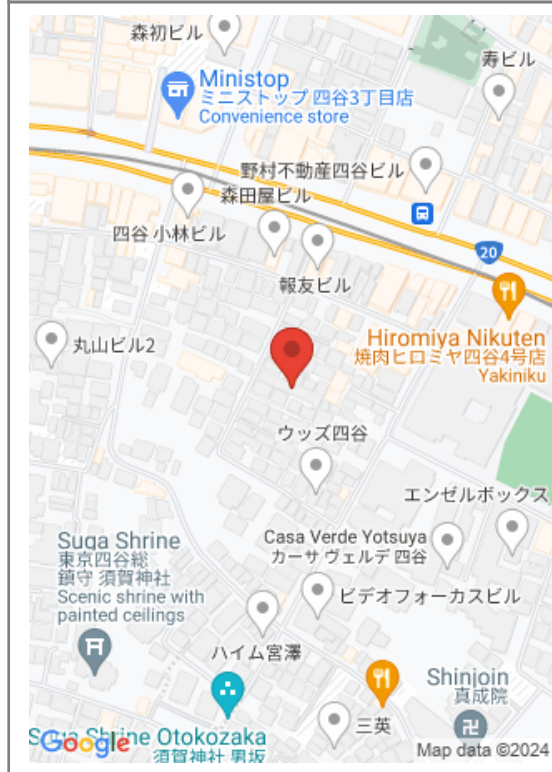 森初ビル
寿ビル
Ministop
ミニストップ 四谷3丁目店
Convenience store
野村不動産四谷ビル
森田屋ビル
四谷 小林ビル
20
報友ビル
丸山ビル2
Hiromiya Nikuten
焼肉ヒロミヤ四谷4号店
Yakiniku
ウッズ四谷
エンゼルボックス
Suga Shrine
東京四谷総
鎮守 須賀神社
Scenic shrine with
painted ceilings
Casa Verde Yotsuya
カーサ ヴェルデ 四谷
ビデオフォーカスビル
ハイム宮澤
Shinjoin
真成院
三英
Suga Shrine Otokozaka
須賀神社 男坂
Google
Map data ©2024